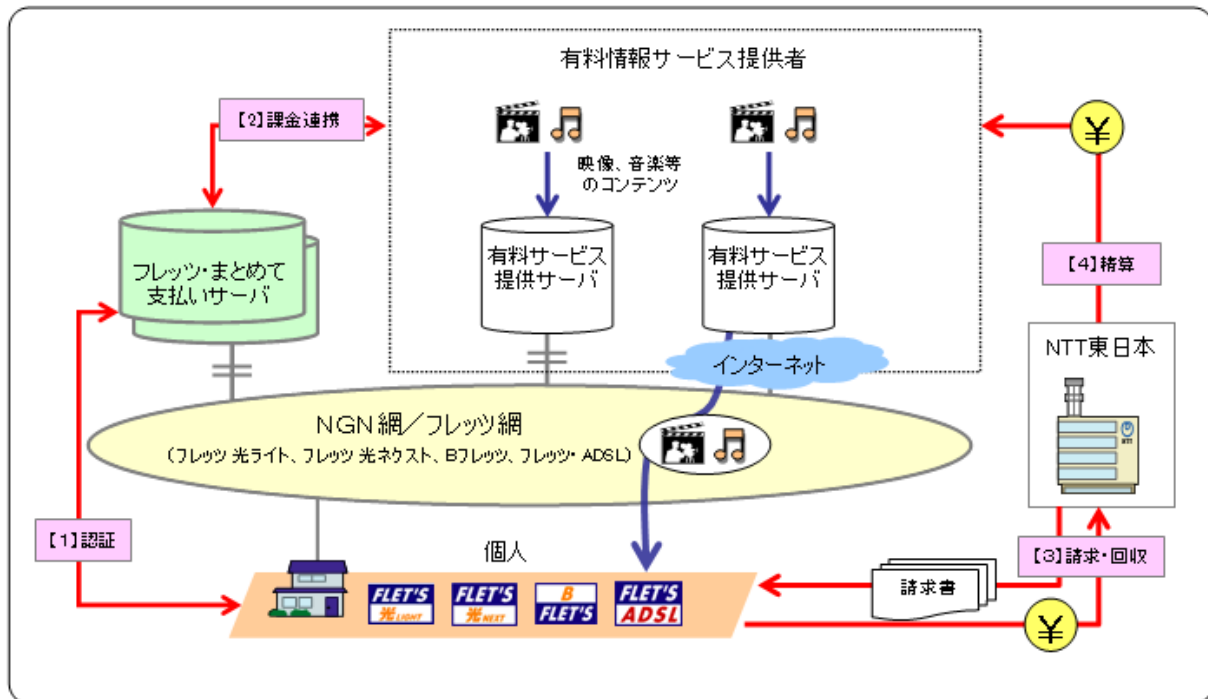 有料情報サービス提供者
【2】課金連携
映像、音楽等
のコンテンツ
フレッツ・まとめて
支払いサーバ
有料サービス
提供サーバ
有料サービス
提供サーバ
¥
【4】精算
インターネット
NTT東日本
NTT
NGN網／フレッツ網
（フレッツ 光ライト、フレッツ 光ネクスト、Bフレッツ、フレッツ・ADSL）
【1】認証
個人
【3】請求・回収
FLET'S
光LIGHT
FLET'S
光NEXT
B
FLET'S
FLET'S
ADSL
請求書
¥